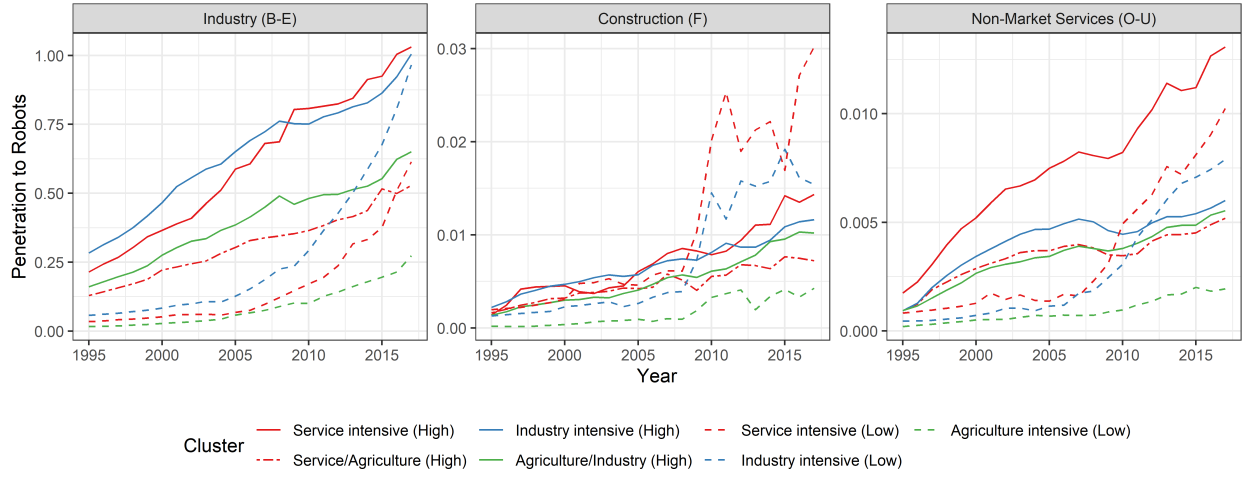 Industry (B-E)
Construction (F)
Non-Market Services (O-U)
Penetration to Robots
1.00
0.75
0.50
0.25
0.00
0.03
0.02
0.01
0.00
0.010
0.005
0.000
1995 2000 2005 2010 2015
1995 2000 2005 2010 2015
1995 2000 2005 2010 2015
Year
Cluster
Service intensive (High) Industry intensive (High) Service intensive (Low) Agriculture intensive (Low)
Service/Agriculture (High) Agriculture/Industry (High) Industry intensive (Low)